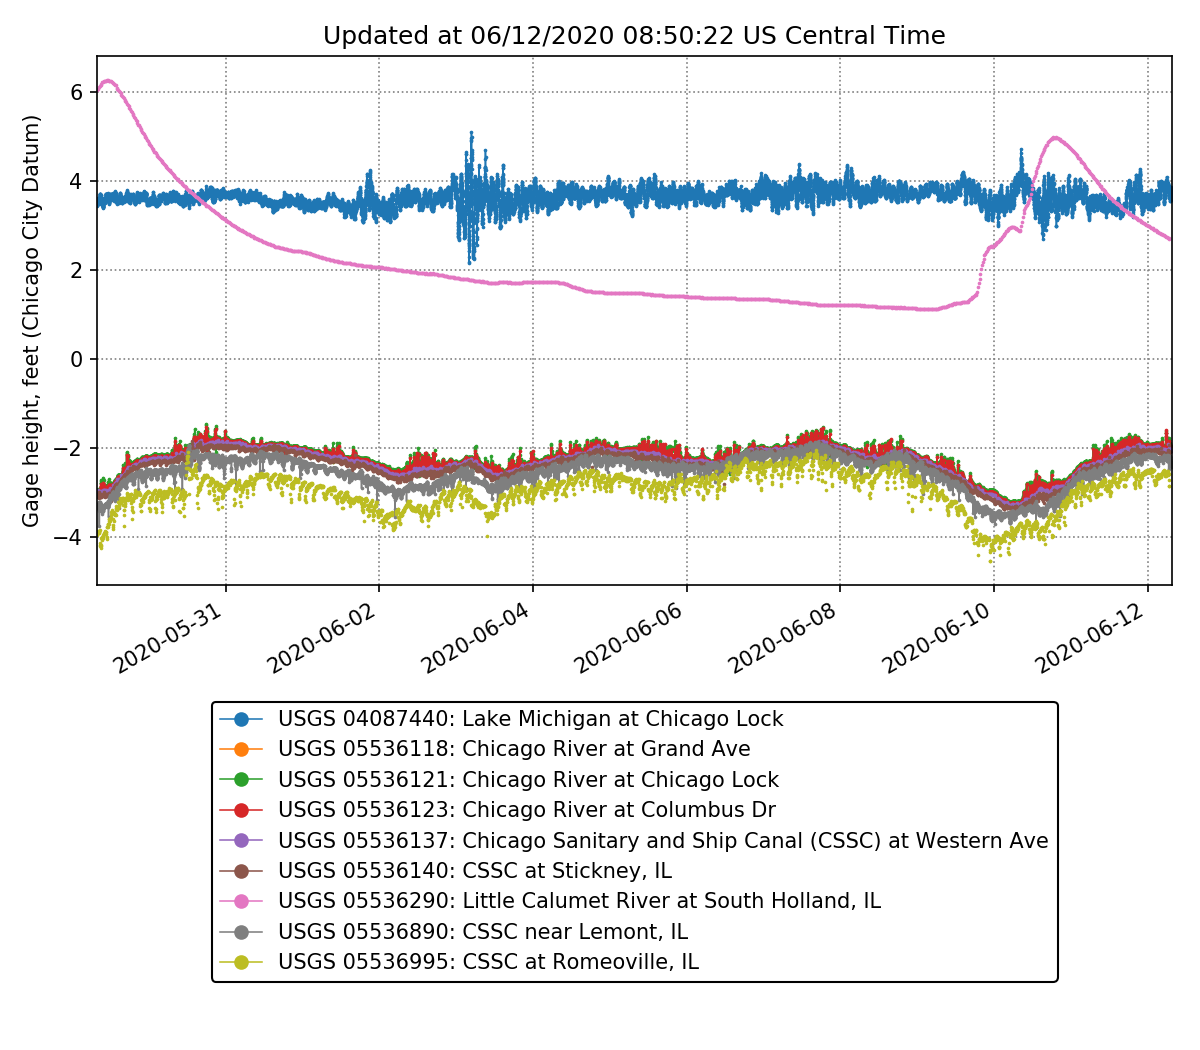 Updated at 06/12/2020 08:50:22 US Central Time
Gage height, feet (Chicago City Datum)
6
4
2
0
−2
−4
2020-05-31
2020-06-02
2020-06-04
2020-06-06
2020-06-08
2020-06-10
2020-06-12
USGS 04087440: Lake Michigan at Chicago Lock
USGS 05536118: Chicago River at Grand Ave
USGS 05536121: Chicago River at Chicago Lock
USGS 05536123: Chicago River at Columbus Dr
USGS 05536137: Chicago Sanitary and Ship Canal (CSSC) at Western Ave
USGS 05536140: CSSC at Stickney, IL
USGS 05536290: Little Calumet River at South Holland, IL
USGS 05536890: CSSC near Lemont, IL
USGS 05536995: CSSC at Romeoville, IL